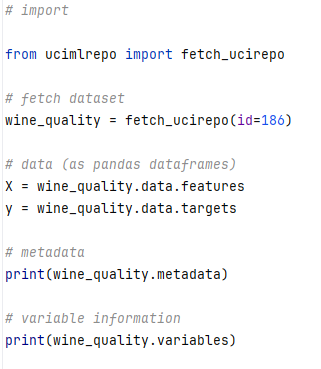 # import
from ucimlrepo import fetch_ucirepo
# fetch dataset
wine_quality = fetch_ucirepo(id=186)
# data (as pandas dataframes)
X = wine_quality.data.features
y = wine_quality.data.targets
# metadata
print(wine_quality.metadata)
# variable information
print(wine_quality.variables)